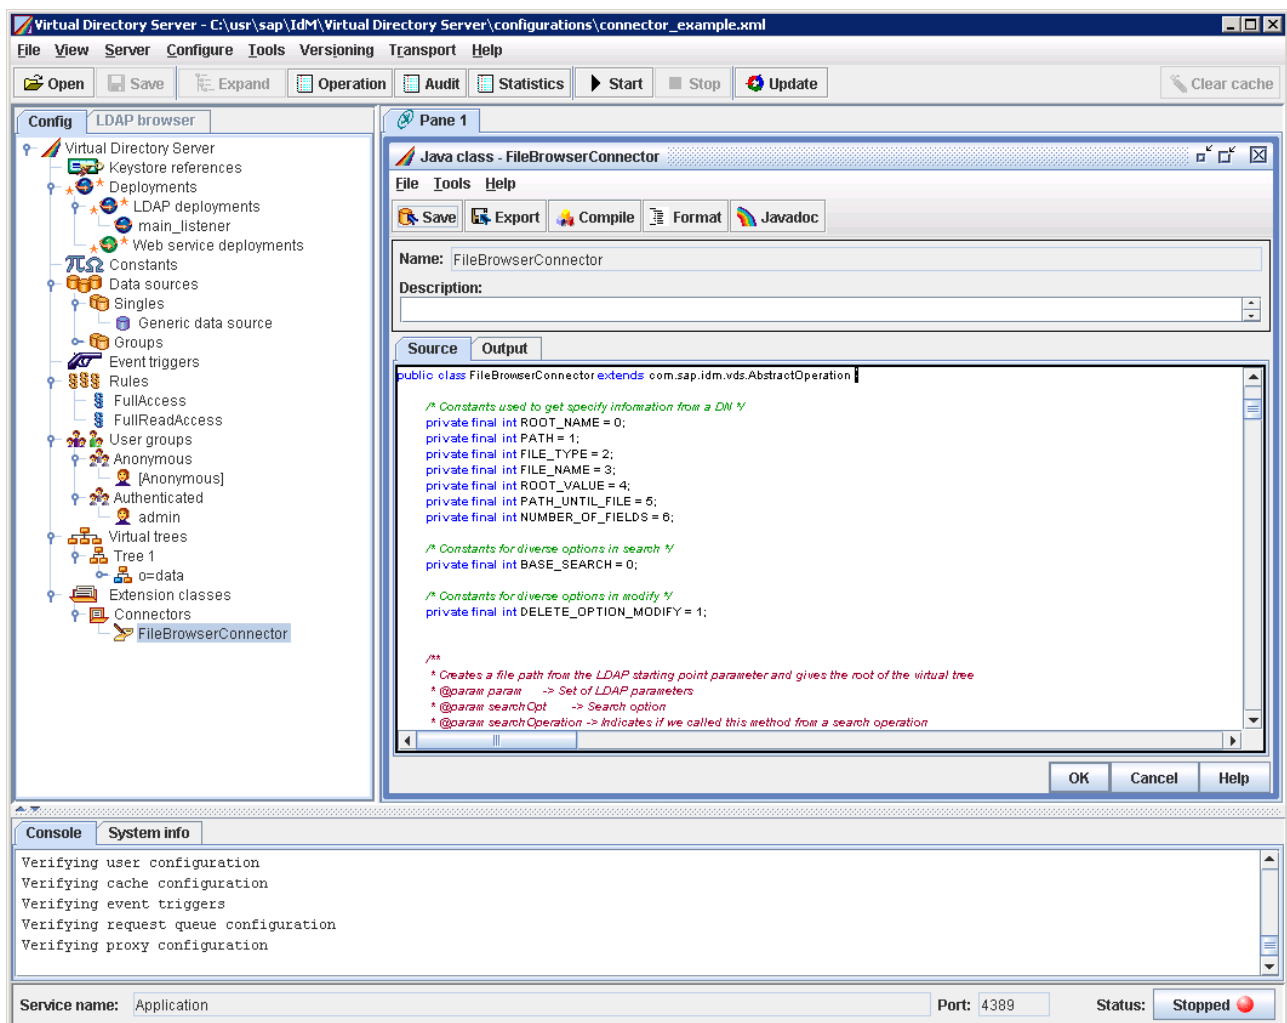 Virtual Directory Server - C:\usr\sap\IdM\Virtual Directory Server\configurations\connector_example.xml
File View Server Configure Tools Versioning Transport Help
Open Save Expand Operation Audit Statistics Start Stop Update Clear cache
Config LDAP browser
Virtual Directory Server
Keystore references
Deployments
LDAP deployments
main_listener
Web service deployments
Constants
Data sources
Singles
Generic data source
Groups
Event triggers
Rules
FullAccess
FullReadAccess
User groups
Anonymous
[Anonymous]
Authenticated
admin
Virtual trees
Tree 1
o=data
Extension classes
Connectors
FileBrowserConnector
Pane 1
Java class - FileBrowserConnector
File Tools Help
Save Export Compile Format Javadoc
Name: FileBrowserConnector
Description:
Source Output
public class FileBrowserConnector extends com.sap.idm.vds.AbstractOperation
/* Constants used to get specify information from a DN */
private final int ROOT_NAME = 0;
private final int PATH = 1;
private final int FILE_TYPE = 2;
private final int FILE_NAME = 3;
private final int ROOT_VALUE = 4;
private final int PATH_UNTIL_FILE = 5;
private final int NUMBER_OF_FIELDS = 6;
/* Constants for diverse options in search */
private final int BASE_SEARCH = 0;
/* Constants for diverse options in modify */
private final int DELETE_OPTION_MODIFY = 1;
/**
* Creates a file path from the LDAP starting point parameter and gives the root of the virtual tree
* @param param -> Set of LDAP parameters
* @param searchOpt -> Search option
* @param searchOperation -> Indicates if we called this method from a search operation
OK Cancel Help
Console System info
Verifying user configuration
Verifying cache configuration
Verifying event triggers
Verifying request queue configuration
Verifying proxy configuration
Service name: Application Port: 4389 Status: Stopped